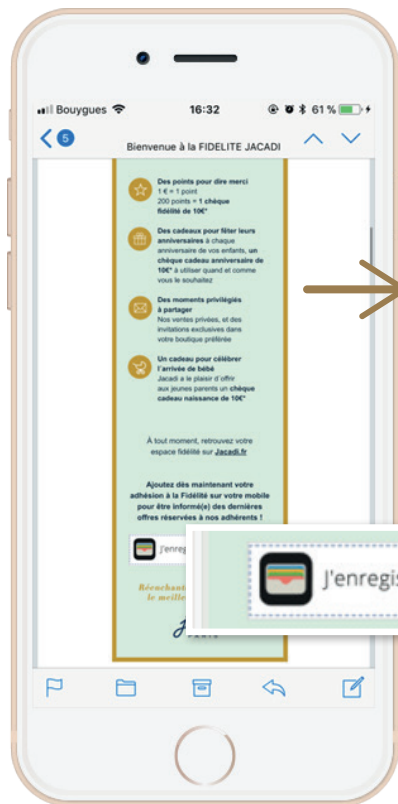 Bouygues 16:32 61 %
5
Bienvenue à la FIDELITE JACADI
Des points pour dire merci
1 € = 1 point
200 points = 1 chèque
fidélité de 10€*
Des cadeaux pour fêter leurs
anniversaires à chaque
anniversaire de vos enfants, un
chèque cadeau anniversaire de
10€* à utiliser quand et comme
vous le souhaitez
Des moments privilégiés
à partager
Nos ventes privées, et des
invitations exclusives dans
votre boutique préférée
Un cadeau pour célébrer
l'arrivée de bébé
Jacadi a le plaisir d'offrir
aux jeunes parents un chèque
cadeau naissance de 10€*
À tout moment, retrouvez votre
espace fidélité sur Jacadi.fr
Ajoutez dès maintenant votre
adhésion à la Fidélité sur votre mobile
pour être informé(e) des dernières
offres réservées à nos adhérents !
J'enreg
J'enregis
Réenchant
le meille